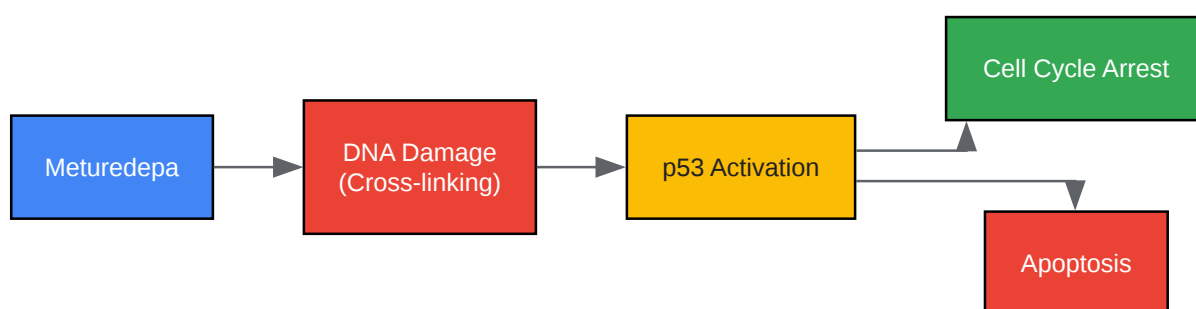 Meturedepa
DNA Damage
(Cross-linking)
p53 Activation
Cell Cycle Arrest
Apoptosis